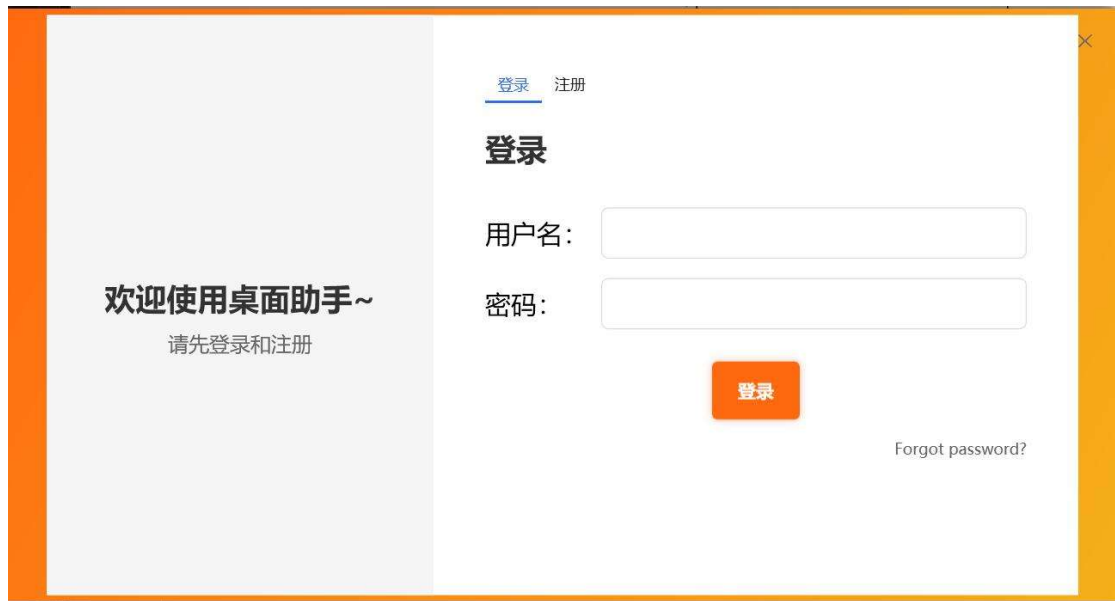 登录 注册
登录
用户名：
欢迎使用桌面助手~
密码：
请先登录和注册
登录
Forgot password?